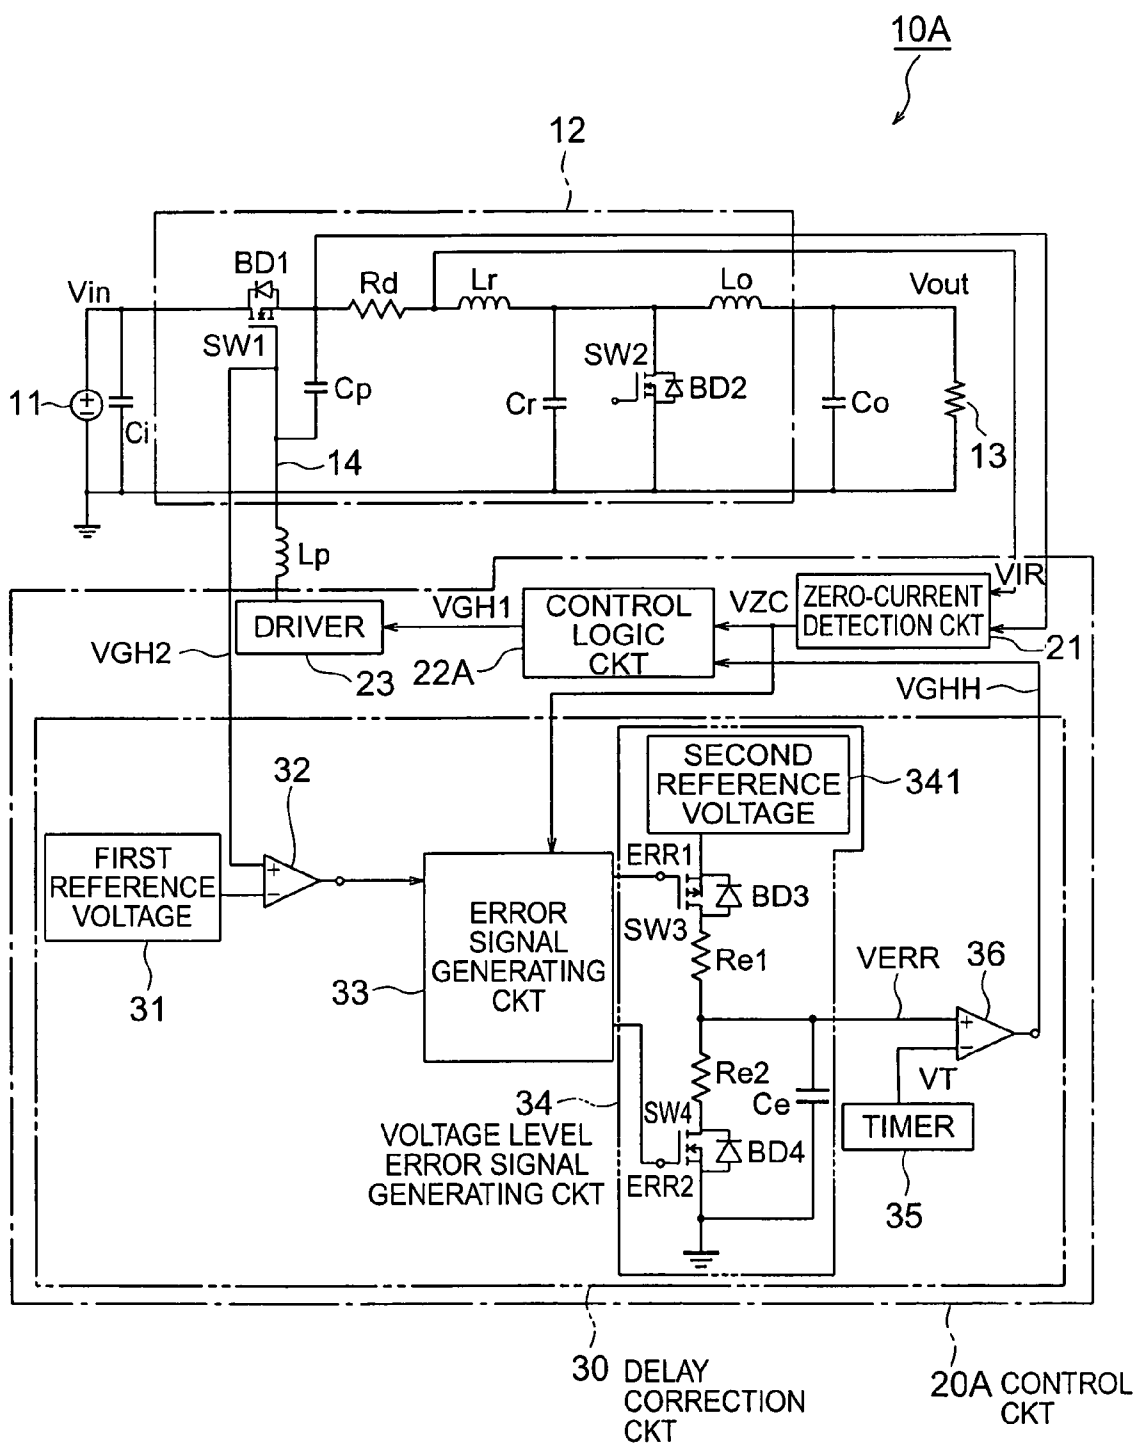 10A
12
BD1
Rd
Lr
Lo
Vin
Vout
SW1
SW2
BD2
11
Ci
Cp
Cr
Co
13
14
Lp
VIR
VGH1
CONTROL
LOGIC
CKT
VZC
ZERO-CURRENT
DETECTION CKT
DRIVER
VGH2
23
22A
21
VGHH
SECOND
REFERENCE
VOLTAGE
341
32
FIRST
REFERENCE
VOLTAGE
+
−
31
ERROR
SIGNAL
GENERATING
CKT
33
ERR1
SW3
BD3
Re1
VERR
36
+
−
Re2
VT
Ce
TIMER
35
34
VOLTAGE LEVEL
ERROR SIGNAL
GENERATING CKT
SW4
BD4
ERR2
30 DELAY
CORRECTION
CKT
20A CONTROL
CKT